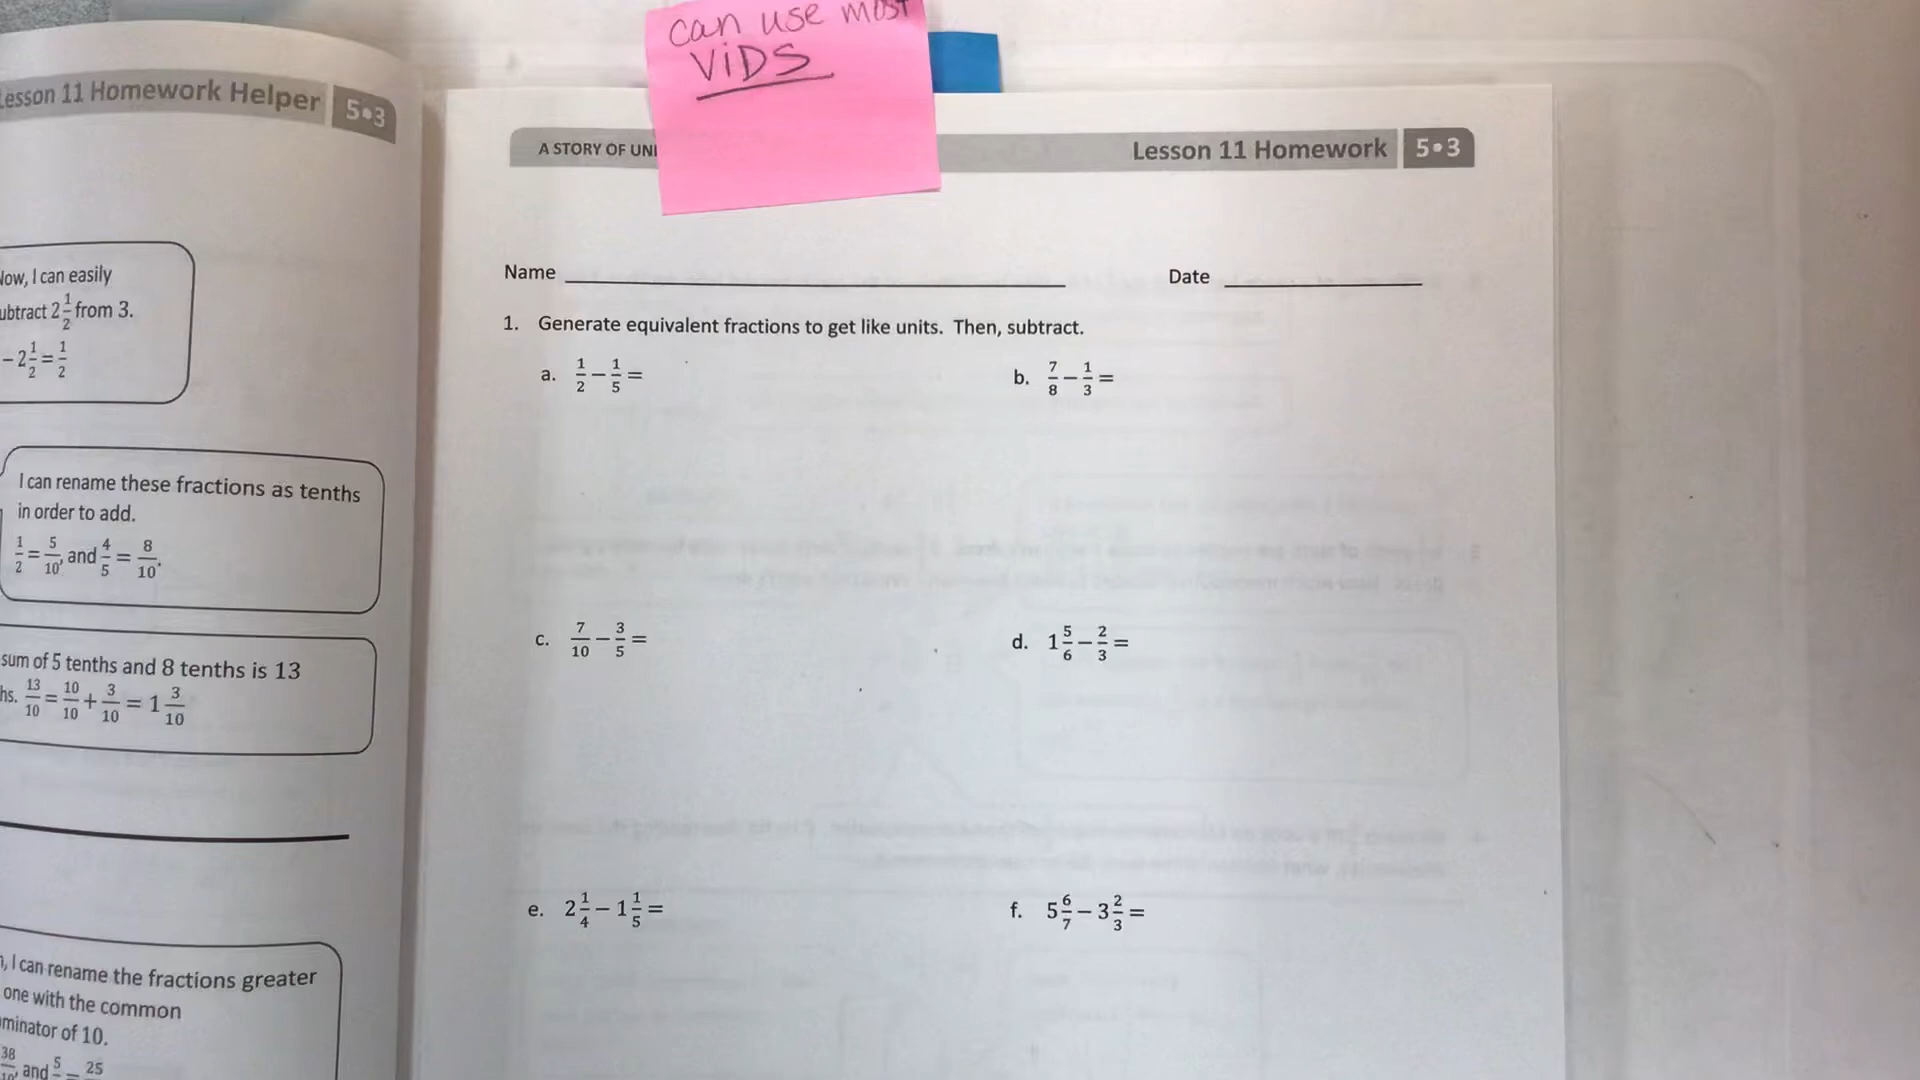 can use most
VIDS
Lesson 11 Homework Helper 5•3
Now, I can easily
subtract 2 1/2 from 3.
− 2 1/2 = 1/2
I can rename these fractions as tenths
in order to add.
1/2 = 5/10, and 4/5 = 8/10.
sum of 5 tenths and 8 tenths is 13
hs. 13/10 = 10/10 + 3/10 = 1 3/10
, I can rename the fractions greater
one with the common
minator of 10.
38/10, and 5/ = 25
A STORY OF UNI
Lesson 11 Homework 5•3
Name Date
1. Generate equivalent fractions to get like units. Then, subtract.
a. 1/2 − 1/5 = b. 7/8 − 1/3 =
c. 7/10 − 3/5 = d. 1 5/6 − 2/3 =
e. 2 1/4 − 1 1/5 = f. 5 6/7 − 3 2/3 =